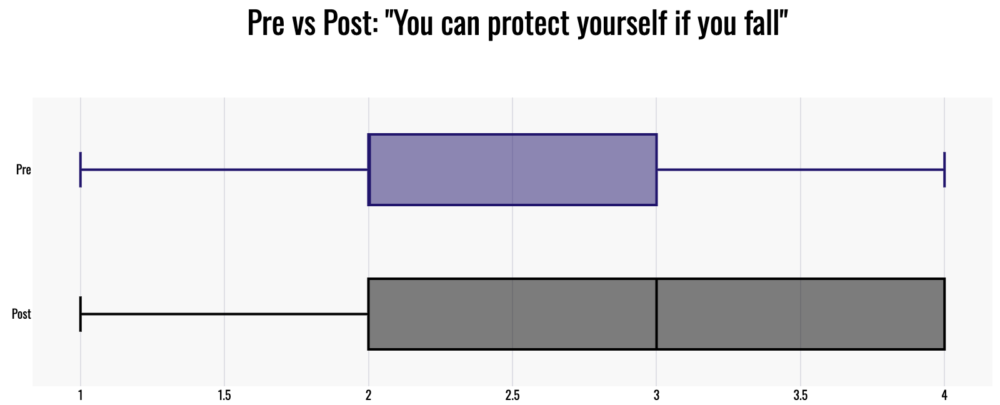 Pre vs Post: "You can protect yourself if you fall"
Pre
Post
1 1.5 2 2.5 3 3.5 4